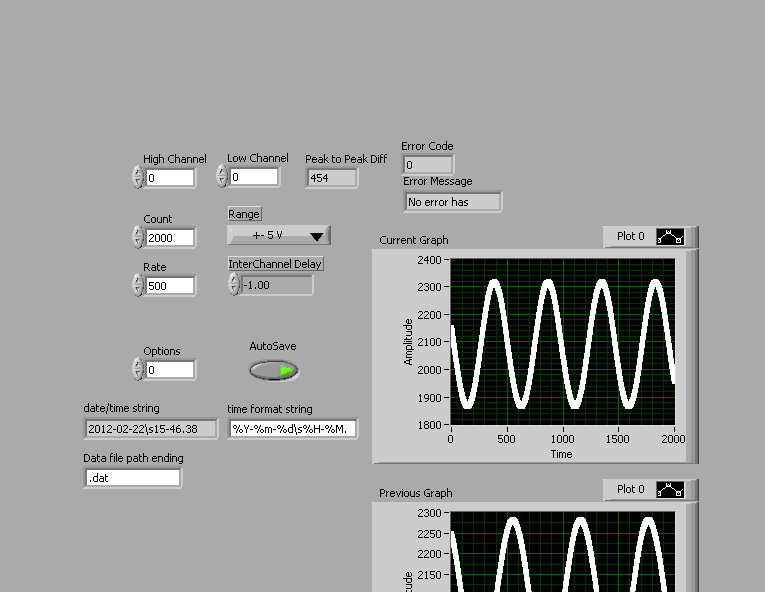 High Channel
Low Channel
Peak to Peak Diff
Error Code
0
0
454
0
Error Message
No error has
Count
Range
2000
+- 5 V
Plot 0
Current Graph
Rate
InterChannel Delay
500
-1.00
2400
2300
2200
2100
2000
1900
1800
Amplitude
0
500
1000
1500
2000
Time
Options
AutoSave
0
date/time string
time format string
2012-02-22\s15-46.38
%Y-%m-%d\s%H-%M.
Data file path ending
.dat
Plot 0
Previous Graph
2300
2250
2200
2150